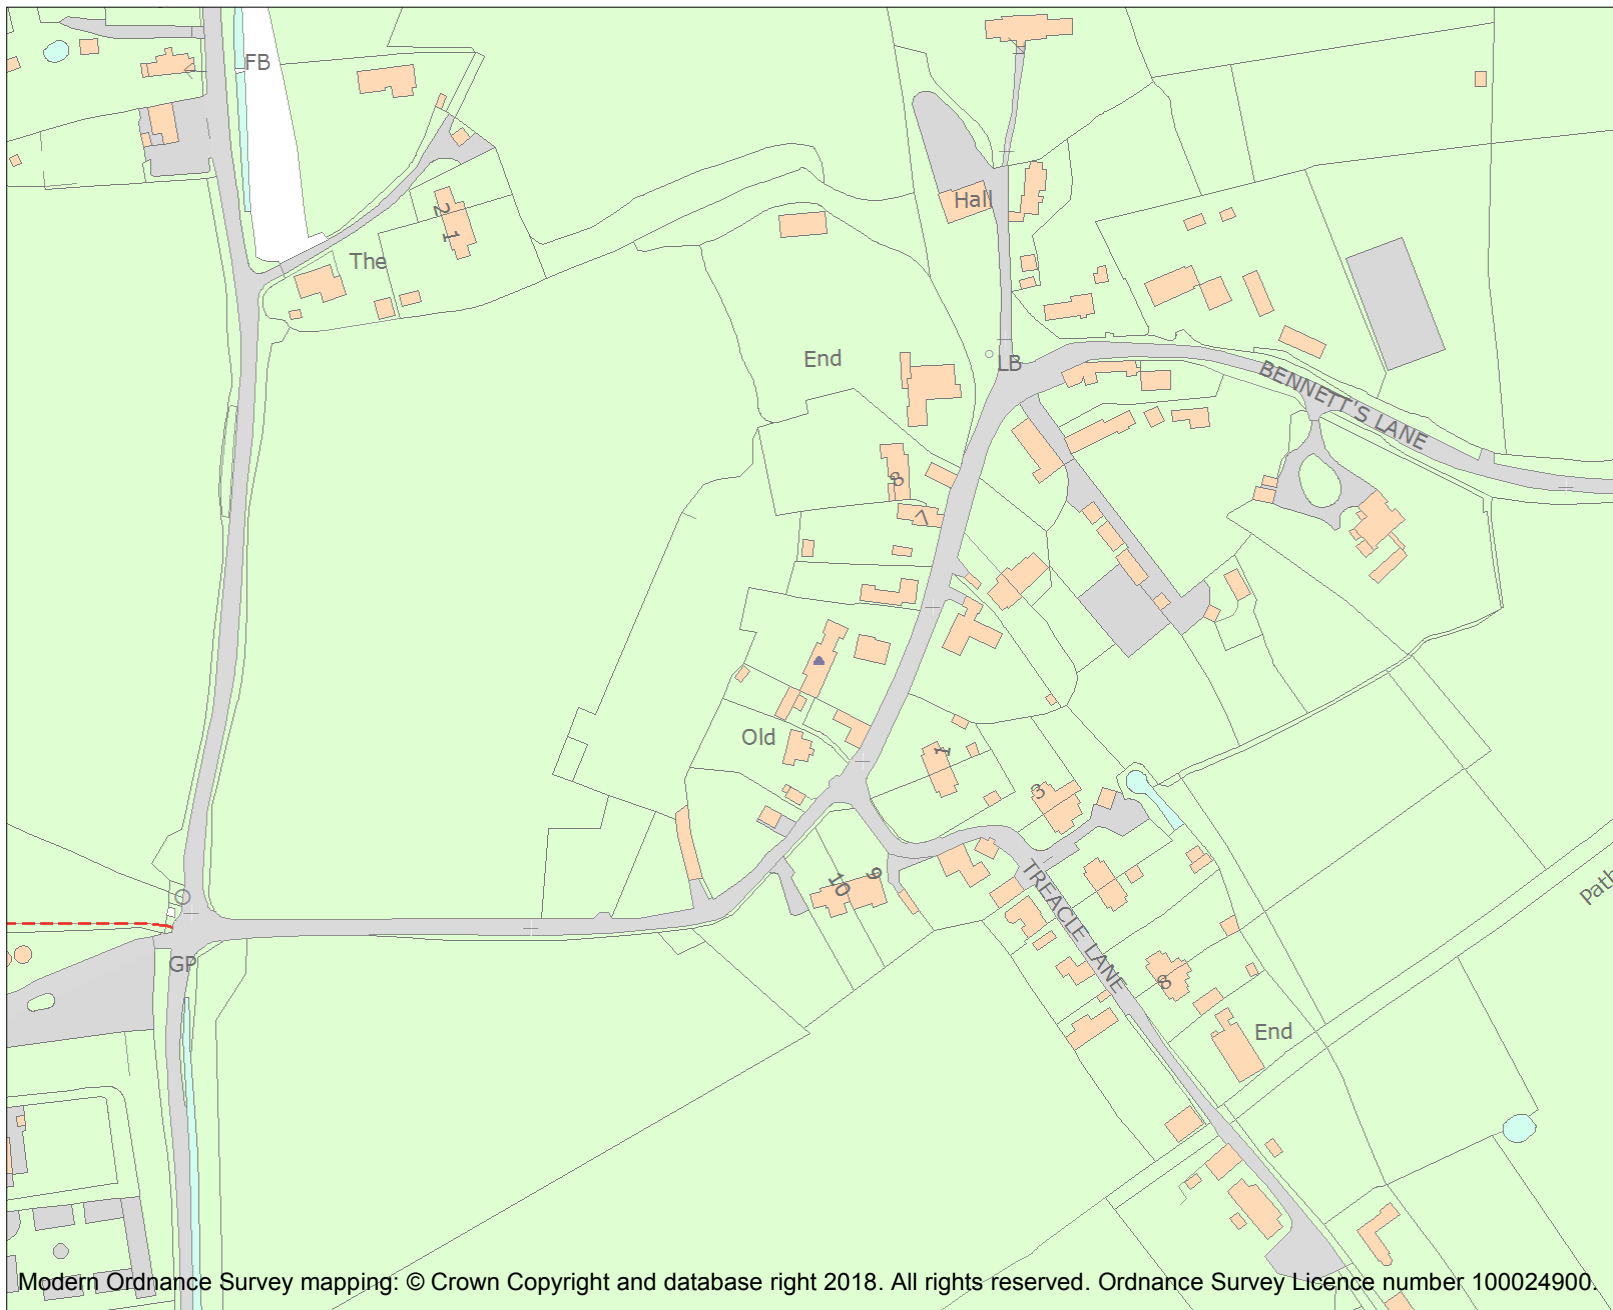 FB
Hall
2
1
The
End
LB
BENNETT'S LANE
8
7
Old
1
3
10
9
TREACLE LANE
Path
GP
8
End
Modern Ordnance Survey mapping: © Crown Copyright and database right 2018. All rights reserved. Ordnance Survey Licence number 100024900.